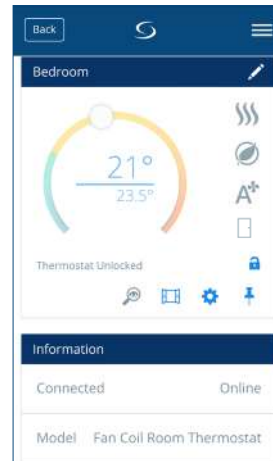 Back
Bedroom
21°
23.5°
A
Thermostat Unlocked
Information
Connected Online
Model Fan Coil Room Thermostat